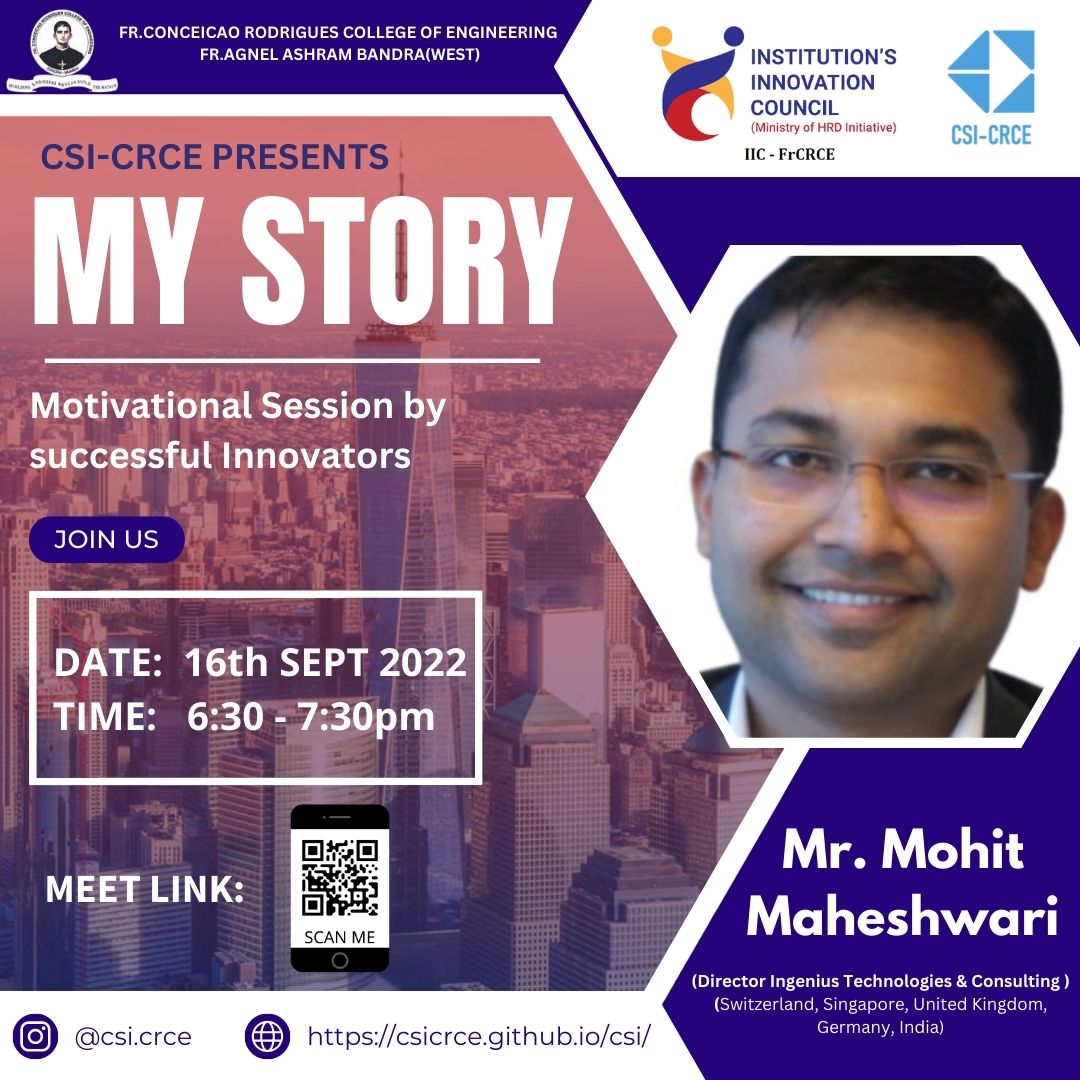 FR.CONCEICAO RODRIGUES COLLEGE OF ENGINEERING
FR.AGNEL ASHRAM BANDRA(WEST)
INSTITUTION'S
INNOVATION
COUNCIL
(Ministry of HRD Initiative)
IIC - FrCRCE
CSI-CRCE
CSI-CRCE PRESENTS
MY STORY
Motivational Session by
successful Innovators
JOIN US
DATE: 16th SEPT 2022
TIME: 6:30 - 7:30pm
MEET LINK:
SCAN ME
Mr. Mohit
Maheshwari
(Director Ingenius Technologies & Consulting )
(Switzerland, Singapore, United Kingdom,
Germany, India)
@csi.crce
https://csicrce.github.io/csi/